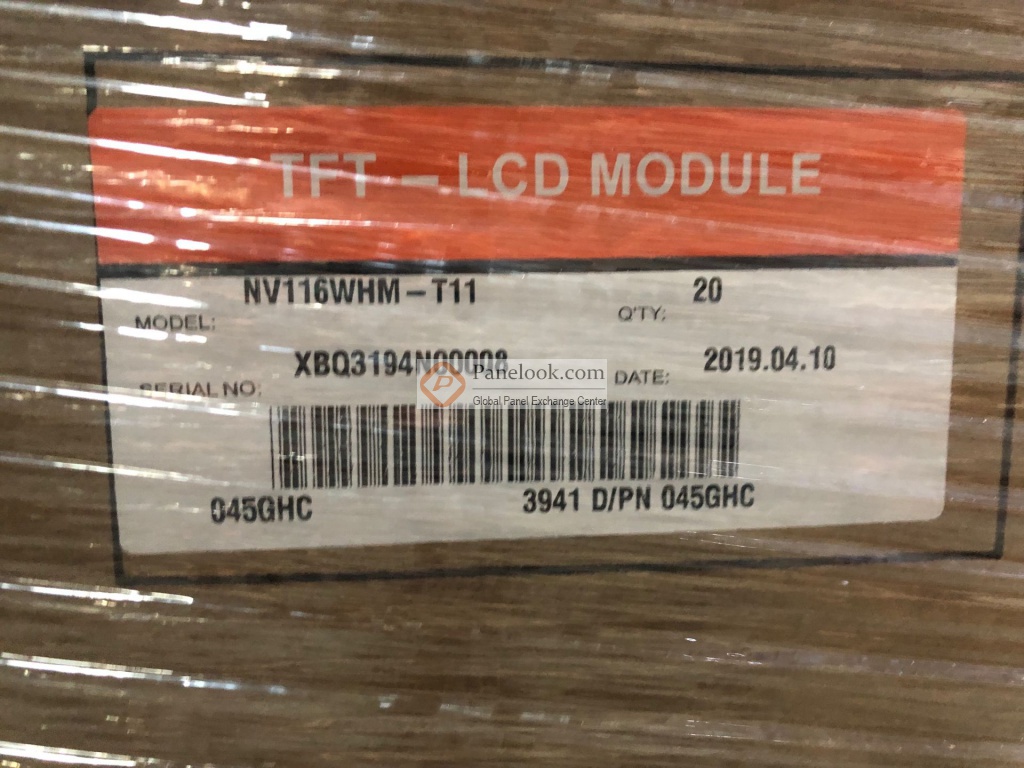 TFT - LCD MODULE
MODEL: NV116WHM-T11 Q'TY: 20
SERIAL NO: XBQ3194N00008 DATE: 2019.04.10
Panelook.com
Global Panel Exchange Center
045GHC 3941 D/PN 045GHC